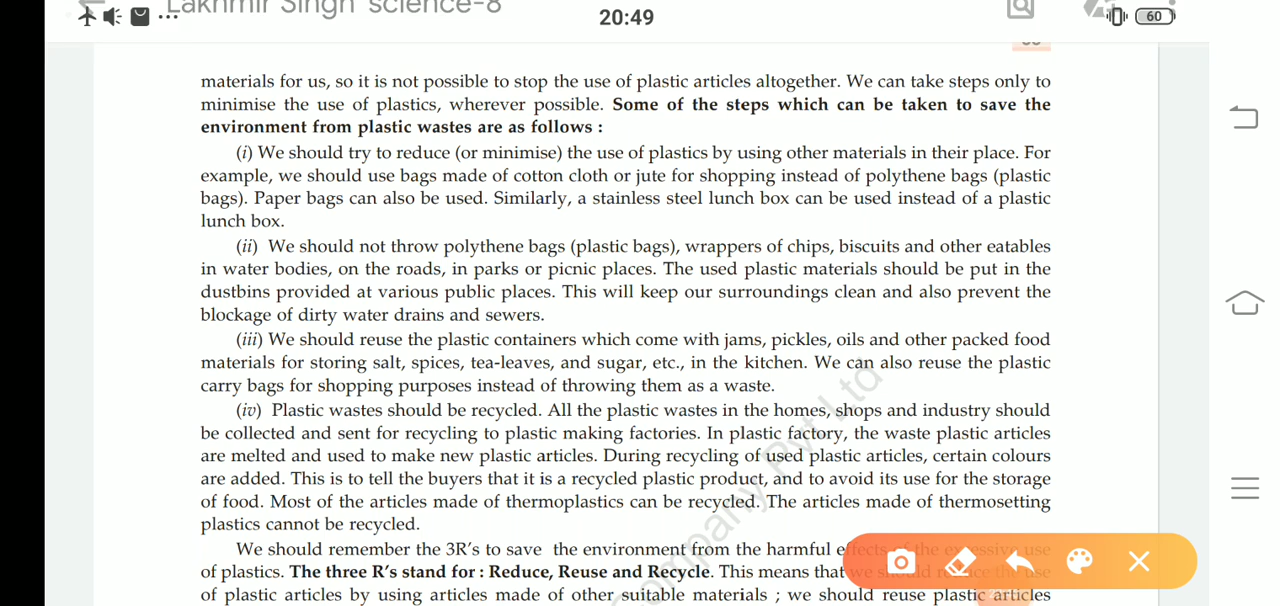 Lakhmir Singh science-8
20:49
60
materials for us, so it is not possible to stop the use of plastic articles altogether. We can take steps only to
minimise the use of plastics, wherever possible. Some of the steps which can be taken to save the
environment from plastic wastes are as follows :
(i) We should try to reduce (or minimise) the use of plastics by using other materials in their place. For
example, we should use bags made of cotton cloth or jute for shopping instead of polythene bags (plastic
bags). Paper bags can also be used. Similarly, a stainless steel lunch box can be used instead of a plastic
lunch box.
(ii) We should not throw polythene bags (plastic bags), wrappers of chips, biscuits and other eatables
in water bodies, on the roads, in parks or picnic places. The used plastic materials should be put in the
dustbins provided at various public places. This will keep our surroundings clean and also prevent the
blockage of dirty water drains and sewers.
(iii) We should reuse the plastic containers which come with jams, pickles, oils and other packed food
materials for storing salt, spices, tea-leaves, and sugar, etc., in the kitchen. We can also reuse the plastic
carry bags for shopping purposes instead of throwing them as a waste.
(iv) Plastic wastes should be recycled. All the plastic wastes in the homes, shops and industry should
be collected and sent for recycling to plastic making factories. In plastic factory, the waste plastic articles
are melted and used to make new plastic articles. During recycling of used plastic articles, certain colours
are added. This is to tell the buyers that it is a recycled plastic product, and to avoid its use for the storage
of food. Most of the articles made of thermoplastics can be recycled. The articles made of thermosetting
plastics cannot be recycled.
We should remember the 3R's to save the environment from the harmful effects of the excessive use
of plastics. The three R's stand for : Reduce, Reuse and Recycle. This means that we should reduce the use
of plastic articles by using articles made of other suitable materials ; we should reuse plastic articles
ompany Pvt Ltd